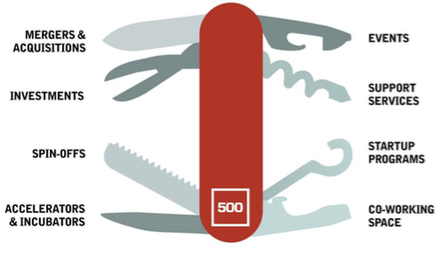 MERGERS &
ACQUISITIONS
INVESTMENTS
SPIN-OFFS
ACCELERATORS
& INCUBATORS
500
EVENTS
SUPPORT
SERVICES
STARTUP
PROGRAMS
CO-WORKING
SPACE